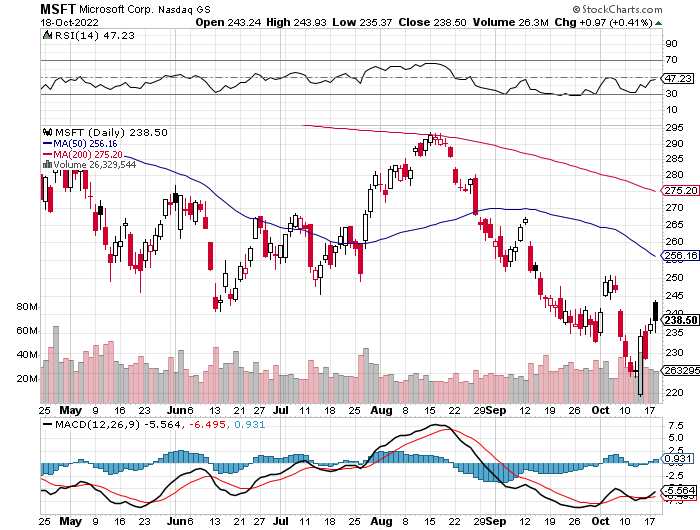 MSFT Microsoft Corp. Nasdaq GS © StockCharts.com
18-Oct-2022 Open 243.24 High 243.93 Low 235.37 Close 238.50 Volume 26.3M Chg +0.97 (+0.41%)
RSI(14) 47.23
90
70
50
47.23
30
10
MSFT (Daily) 238.50
MA(50) 256.16
MA(200) 275.20
Volume 26,329,544
295
290
285
280
275.20
270
265
260
256.16
250
245
240
238.50
235
230
263295
220
80M
60M
40M
20M
25 May 9 16 23 Jun 6 13 21 27 Jul 11 18 25 Aug 8 15 22 29 Sep 12 19 26 Oct 10 17
MACD(12,26,9) -5.564, -6.495, 0.931
7.5
5.0
2.5
0.931
-2.5
-5.564
25 May 9 16 23 Jun 6 13 21 27 Jul 11 18 25 Aug 8 15 22 29 Sep 12 19 26 Oct 10 17